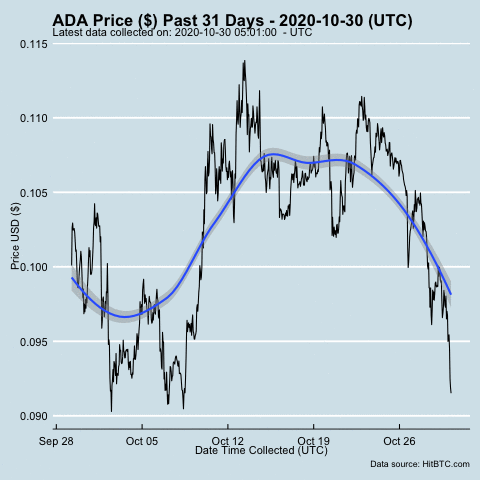 ADA Price ($) Past 31 Days - 2020-10-30 (UTC)
Latest data collected on: 2020-10-30 05:01:00  - UTC
0.115
0.110
0.105
0.100
0.095
0.090
Price USD ($)
Sep 28 Oct 05 Oct 12 Oct 19 Oct 26
Date Time Collected (UTC)
Data source: HitBTC.com